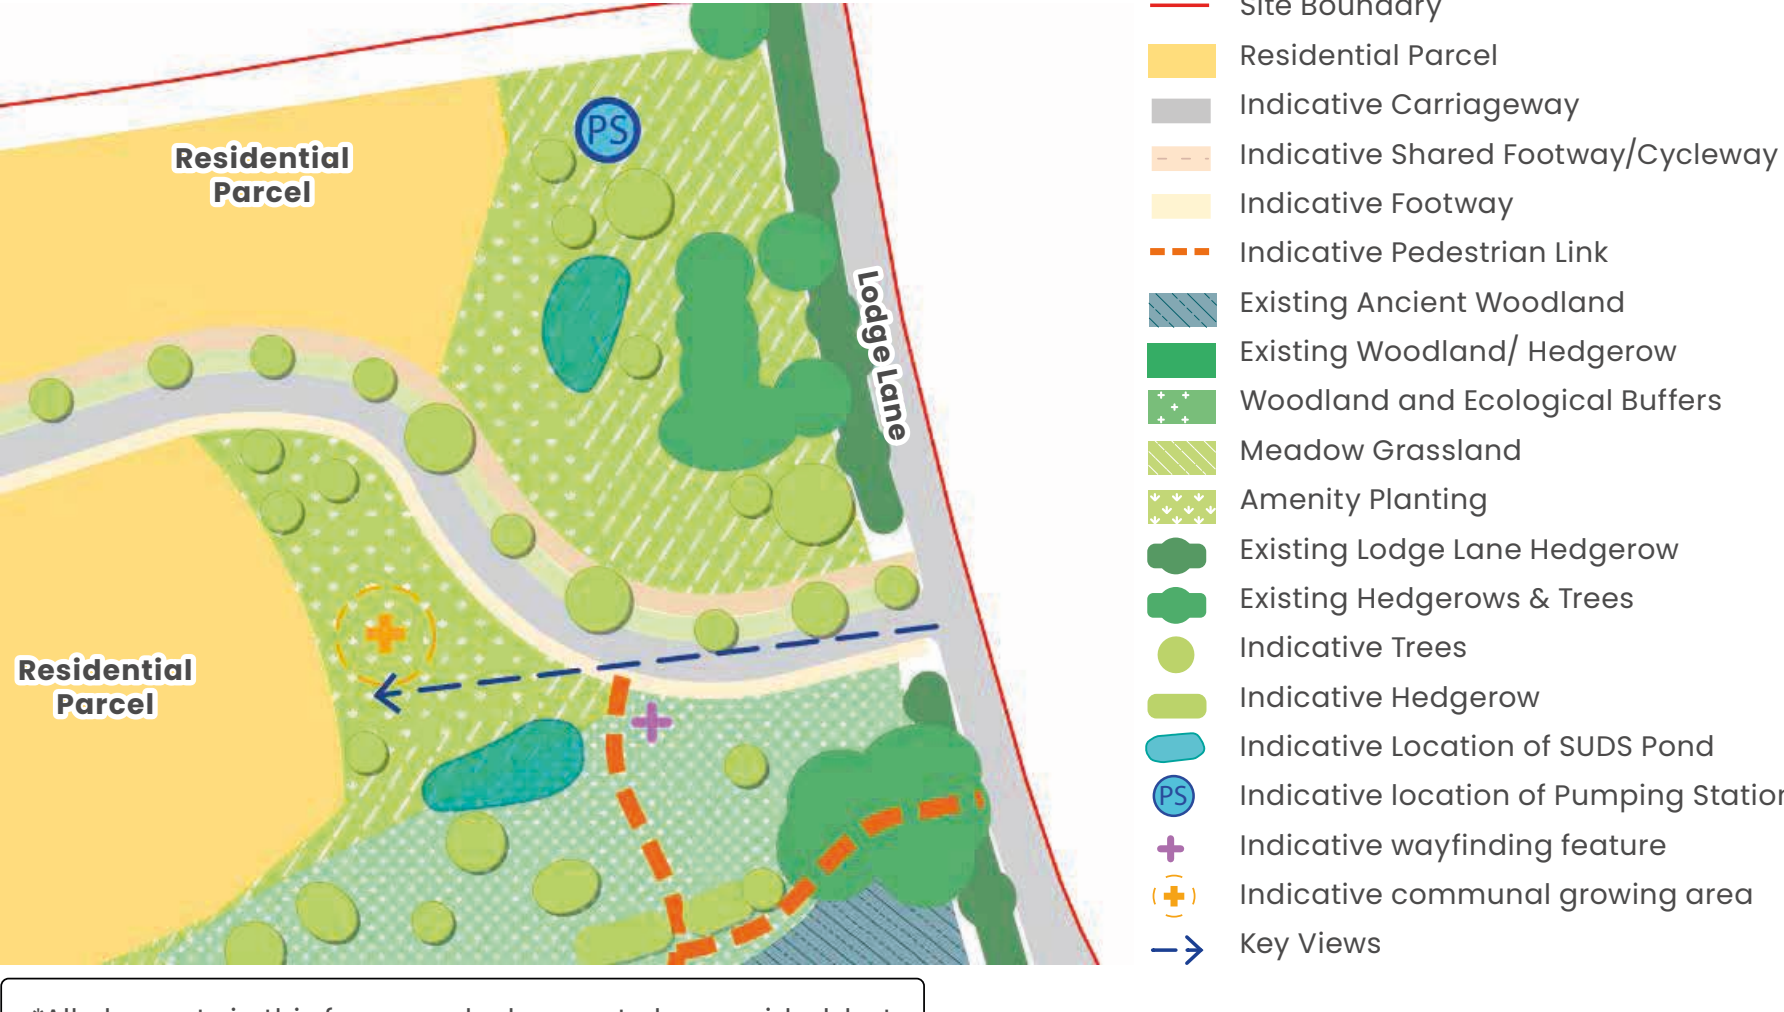 Site Boundary
Residential Parcel
Indicative Carriageway
Indicative Shared Footway/Cycleway
Indicative Footway
Indicative Pedestrian Link
Existing Ancient Woodland
Existing Woodland/ Hedgerow
Woodland and Ecological Buffers
Meadow Grassland
Amenity Planting
Existing Lodge Lane Hedgerow
Existing Hedgerows & Trees
Indicative Trees
Indicative Hedgerow
Indicative Location of SUDS Pond
PS
Indicative location of Pumping Station
Indicative wayfinding feature
Indicative communal growing area
Key Views
PS
Residential
Parcel
Lodge Lane
Residential
Parcel